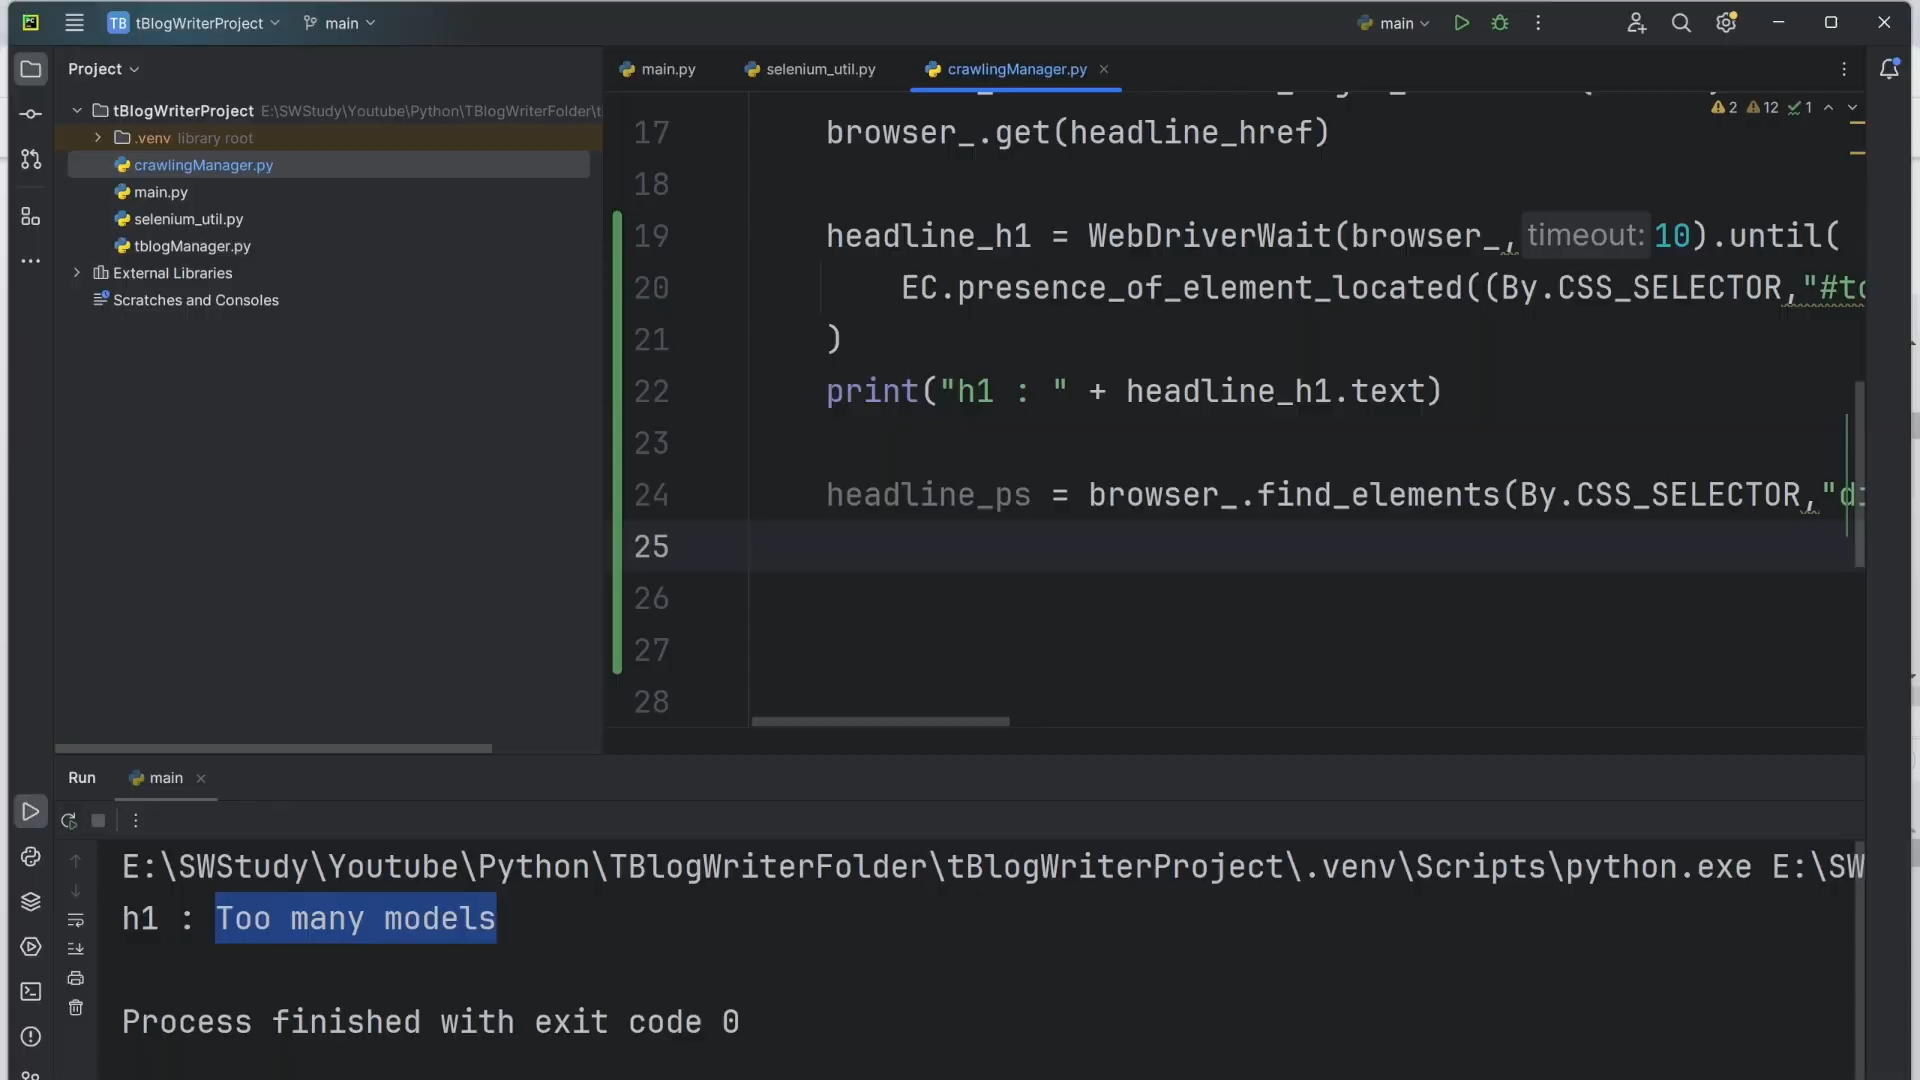 TB tBlogWriterProject main main
Project main.py selenium_util.py crawlingManager.py
2 12 1
tBlogWriterProject E:\SWStudy\Youtube\Python\TBlogWriterFolder\t
.venv library root
crawlingManager.py
main.py
selenium_util.py
tblogManager.py
External Libraries
Scratches and Consoles
17 browser_.get(headline_href)
18
19 headline_h1 = WebDriverWait(browser_, timeout: 10).until(
20 EC.presence_of_element_located((By.CSS_SELECTOR,"#to
21 )
22 print("h1 : " + headline_h1.text)
23
24 headline_ps = browser_.find_elements(By.CSS_SELECTOR,"di
25
26
27
28
Run main
E:\SWStudy\Youtube\Python\TBlogWriterFolder\tBlogWriterProject\.venv\Scripts\python.exe E:\SW
h1 : Too many models
Process finished with exit code 0